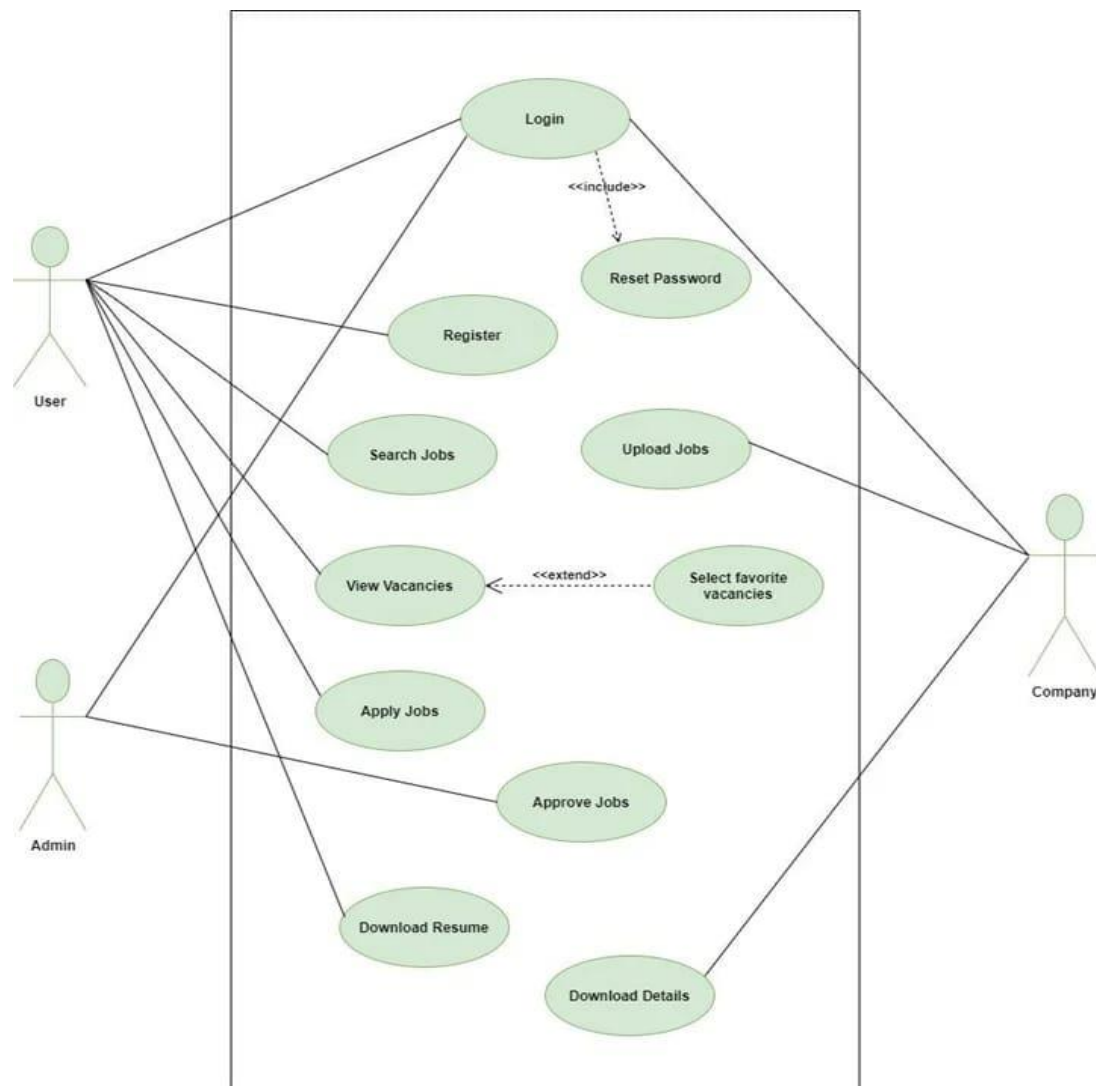 Login
<<include>>
Reset Password
Register
User
Search Jobs
Upload Jobs
<<extend>>
View Vacancies
Select favorite
vacancies
Company
Apply Jobs
Approve Jobs
Admin
Download Resume
Download Details